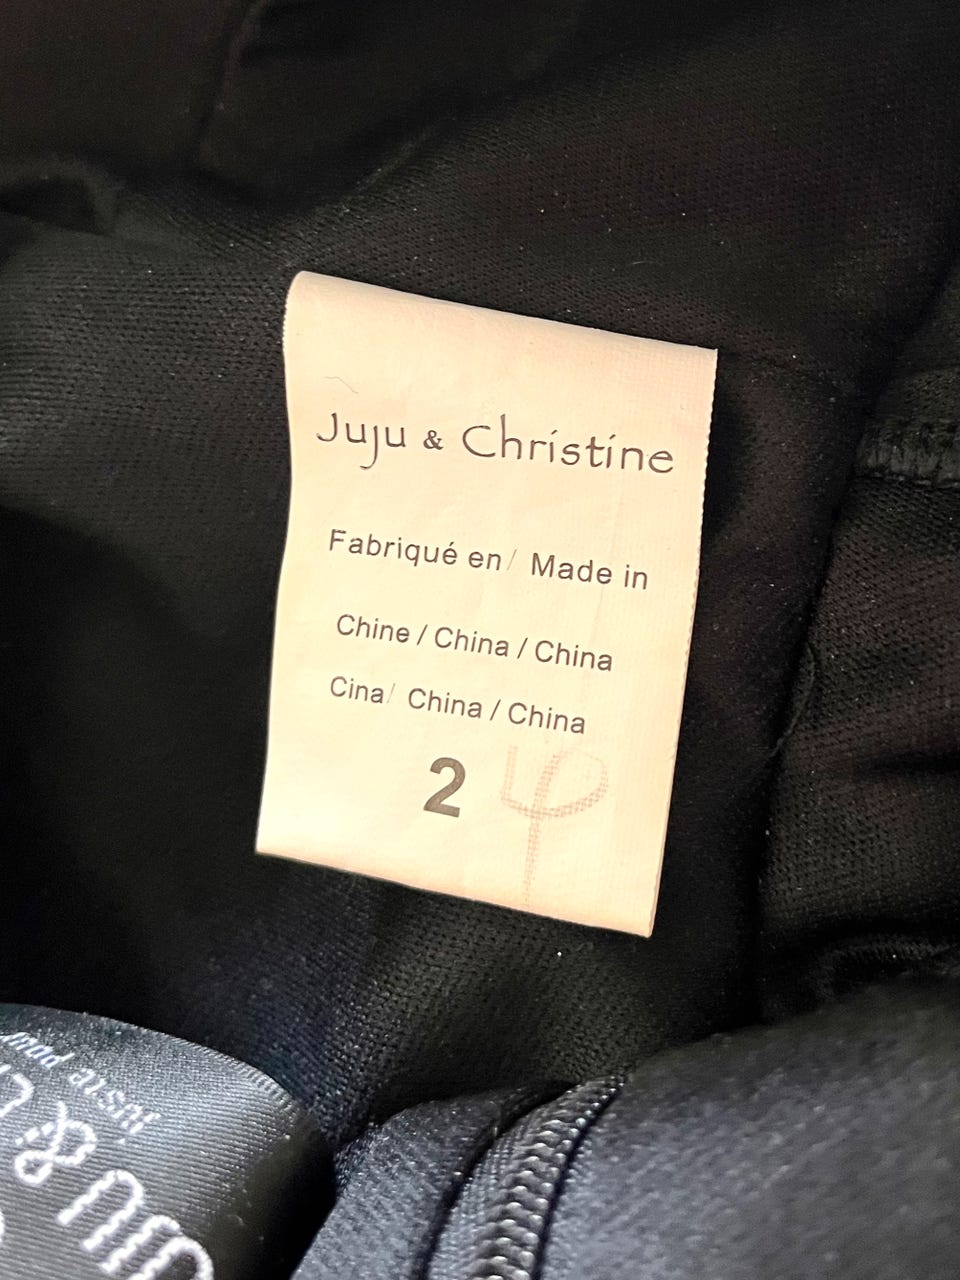 Juju & Christine
Fabriqué en/ Made in
Chine / China / China
Cina/ China / China
2